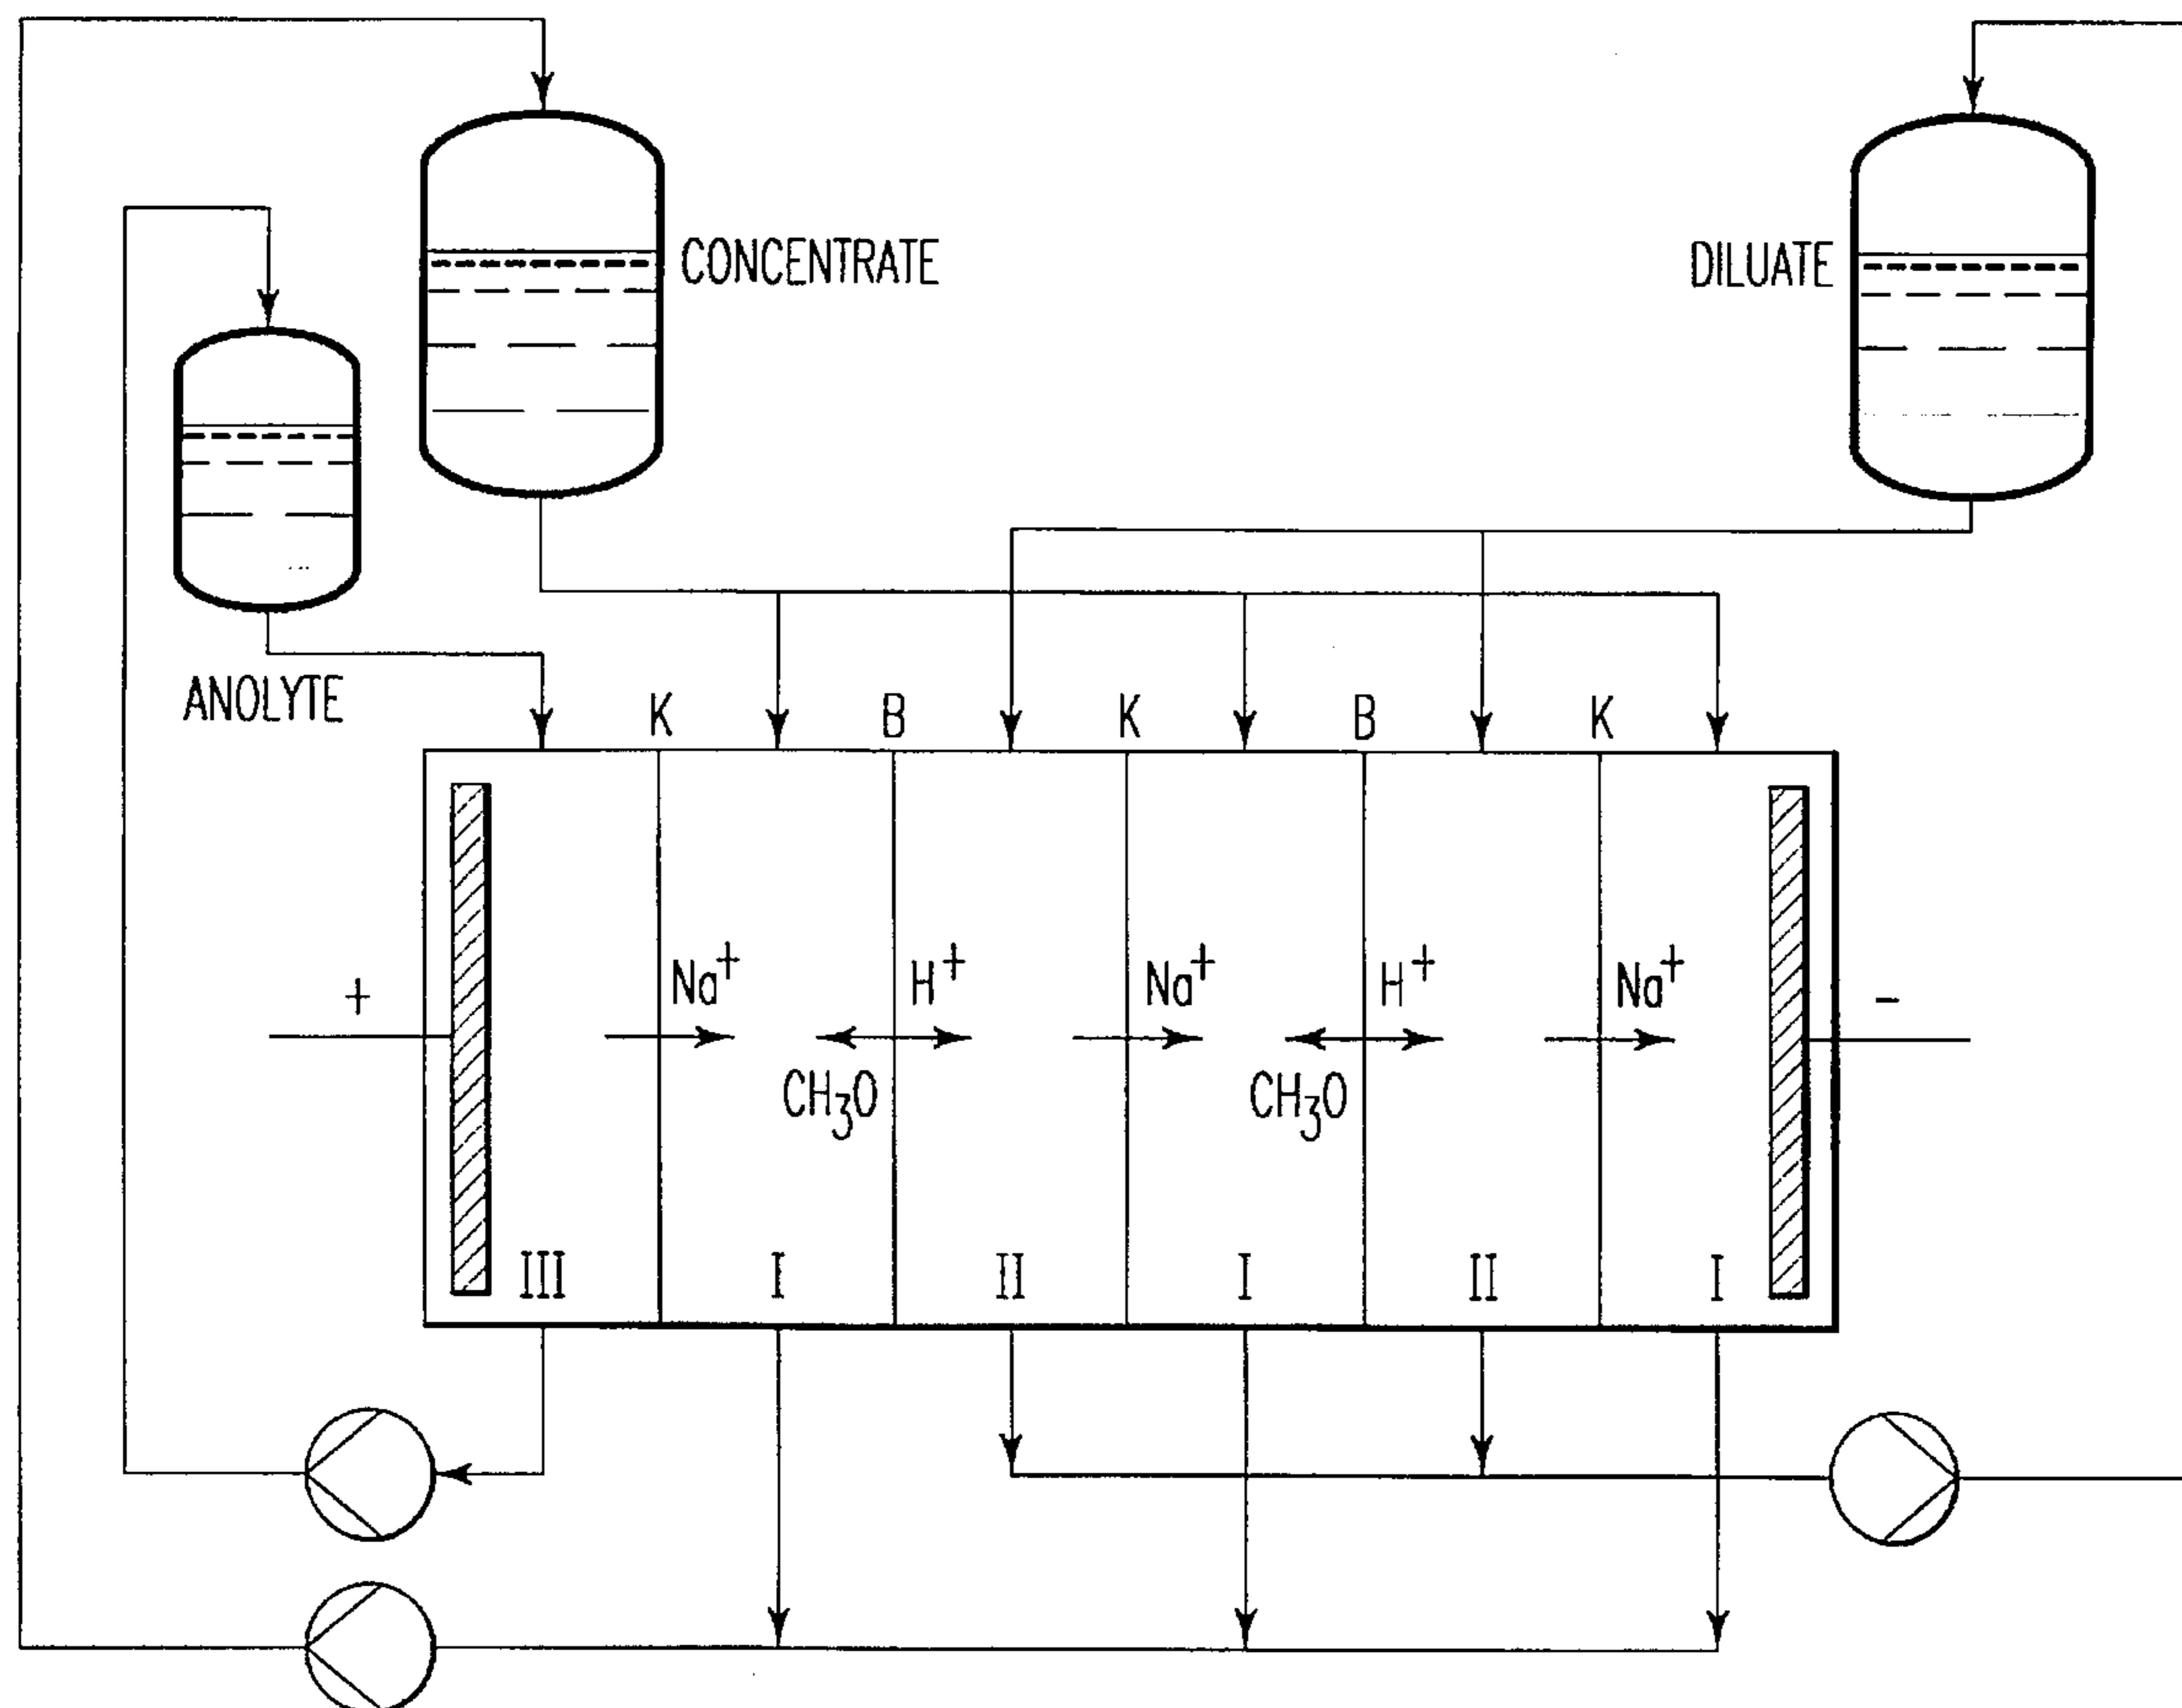 CONCENTRATE
DILUATE
ANOLYTE
K B K B K
Na⁺ H⁺ Na⁺ H⁺ Na⁺
+ -
CH₃O CH₃O
III I II I II I